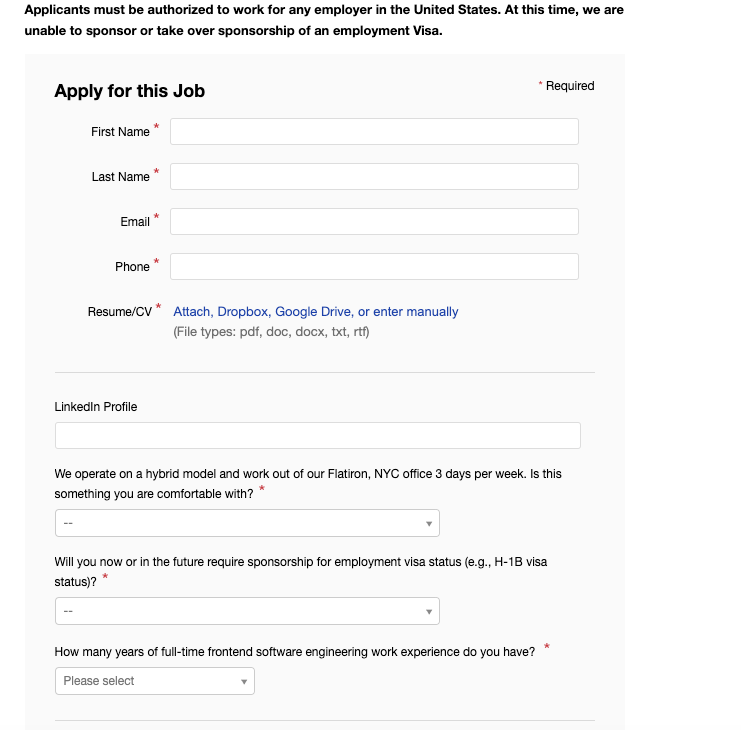 Applicants must be authorized to work for any employer in the United States. At this time, we are
unable to sponsor or take over sponsorship of an employment Visa.
Apply for this Job
* Required
First Name *
Last Name *
Email *
Phone *
Resume/CV * Attach, Dropbox, Google Drive, or enter manually
(File types: pdf, doc, docx, txt, rtf)
LinkedIn Profile
We operate on a hybrid model and work out of our Flatiron, NYC office 3 days per week. Is this
something you are comfortable with? *
--
Will you now or in the future require sponsorship for employment visa status (e.g., H-1B visa
status)? *
--
How many years of full-time frontend software engineering work experience do you have? *
Please select